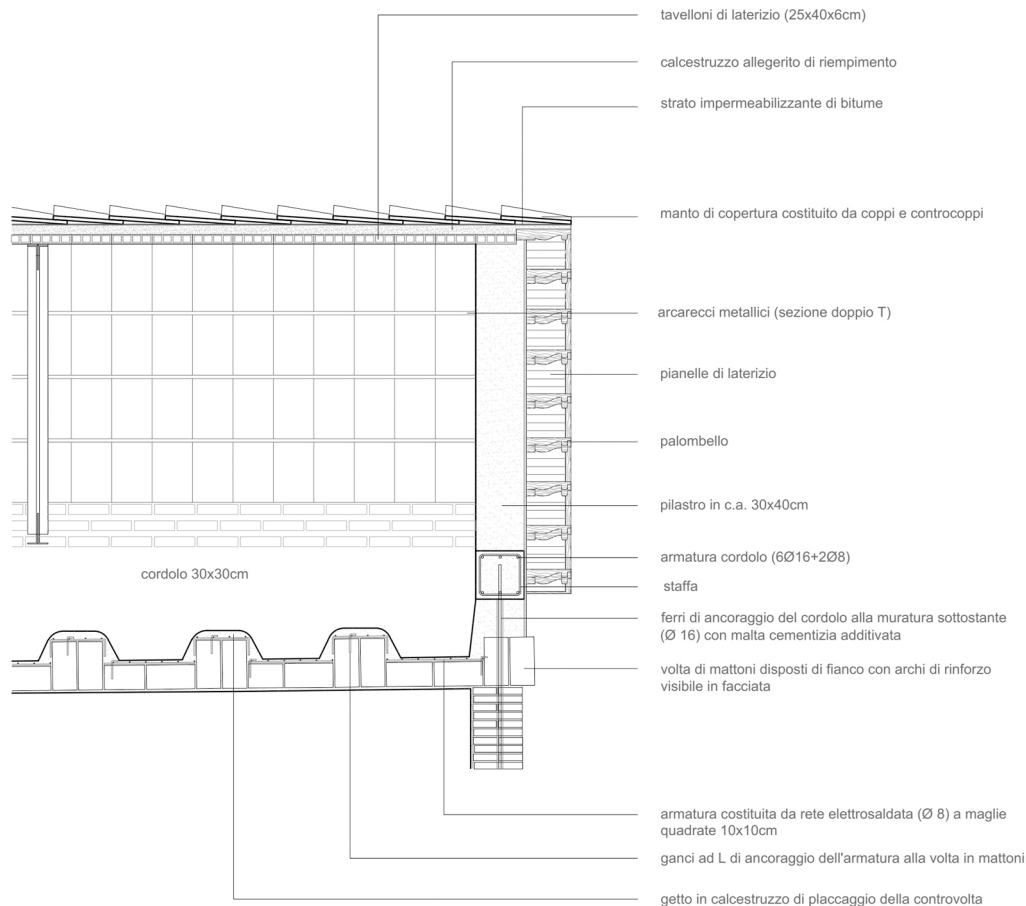 tavelloni di laterizio (25x40x6cm)
calcestruzzo allegerito di riempimento
strato impermeabilizzante di bitume
manto di copertura costituito da coppi e controcoppi
arcarecci metallici (sezione doppio T)
pianelle di laterizio
palombello
pilastro in c.a. 30x40cm
armatura cordolo (6Ø16+2Ø8)
cordolo 30x30cm
staffa
ferri di ancoraggio del cordolo alla muratura sottostante
(Ø 16) con malta cementizia additivata
volta di mattoni disposti di fianco con archi di rinforzo
visibile in facciata
armatura costituita da rete elettrosaldata (Ø 8) a maglie
quadrate 10x10cm
ganci ad L di ancoraggio dell'armatura alla volta in mattoni
getto in calcestruzzo di placcaggio della controvolta